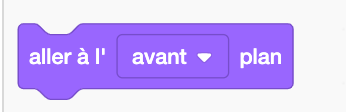 aller à l' avant plan